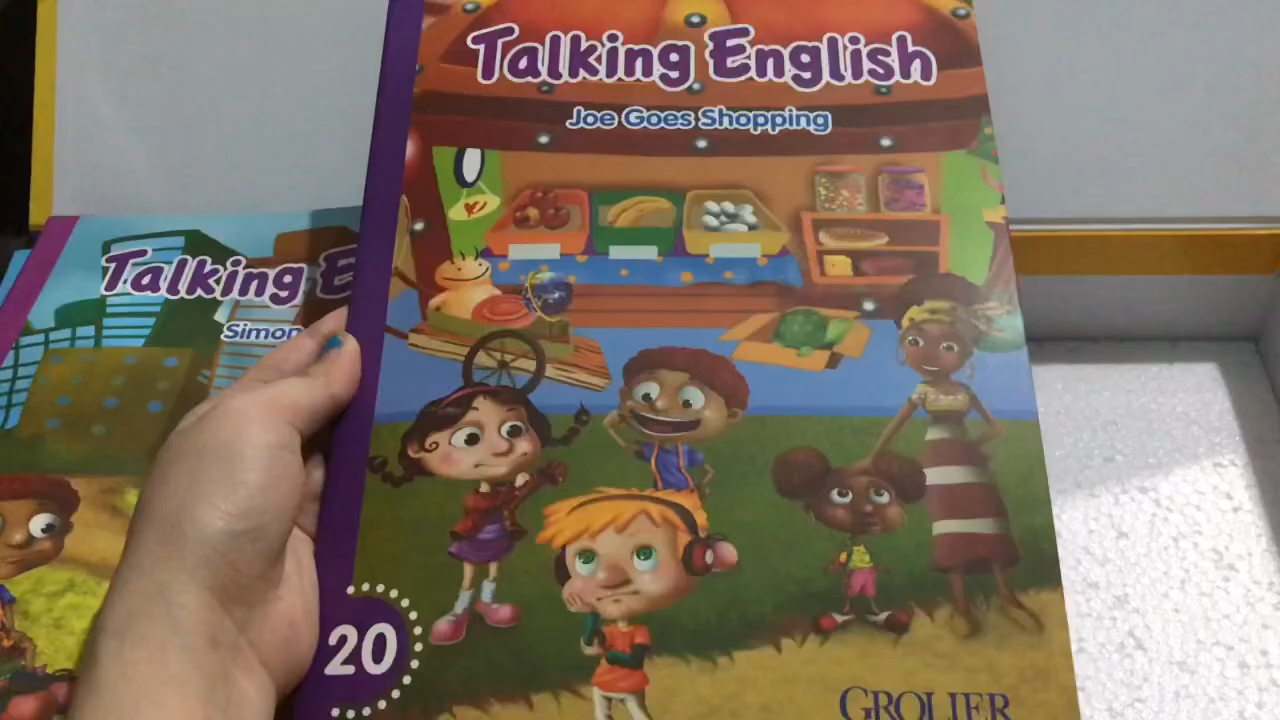 Talking English
Joe Goes Shopping
20
GROLIER
Talking E
Simon